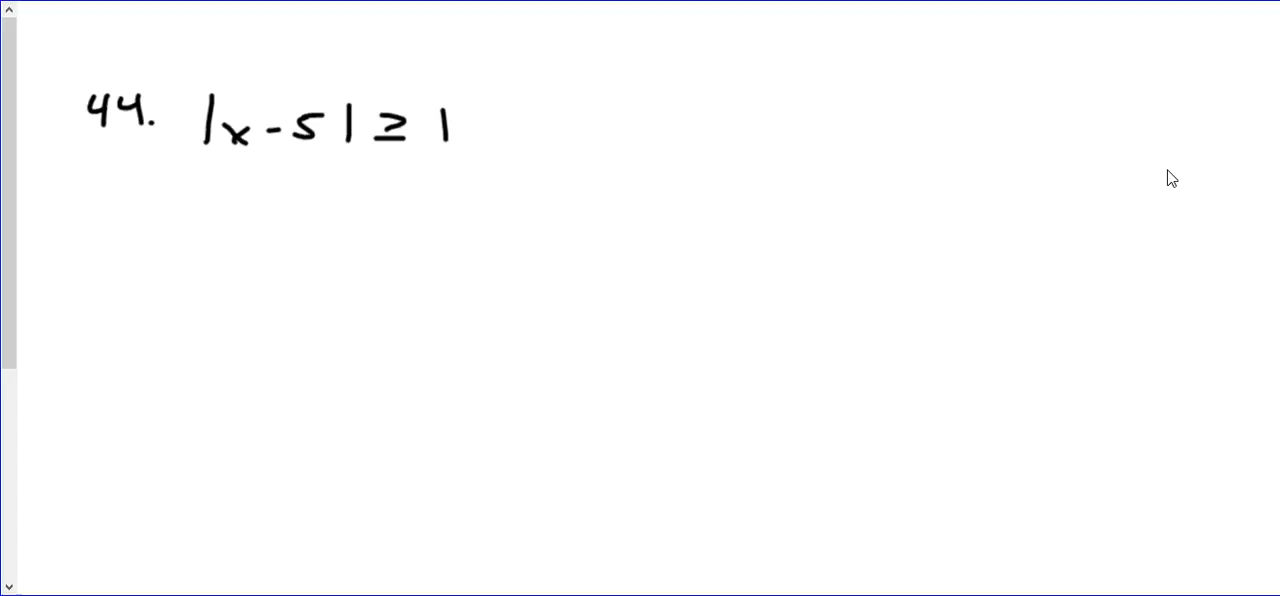 44. |x - 5| ≥ 1